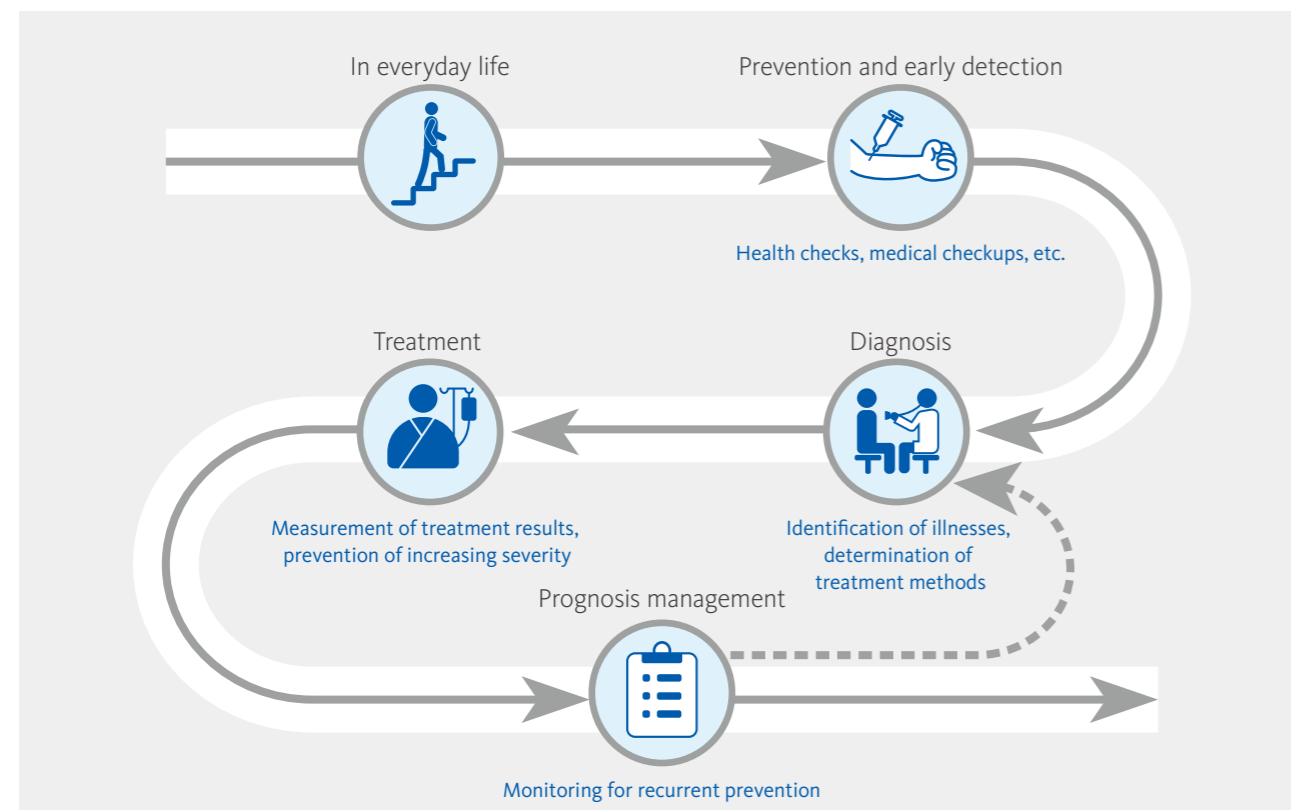 In everyday life
Prevention and early detection
Health checks, medical checkups, etc.
Treatment
Diagnosis
Measurement of treatment results,
prevention of increasing severity
Identification of illnesses,
determination of
treatment methods
Prognosis management
Monitoring for recurrent prevention